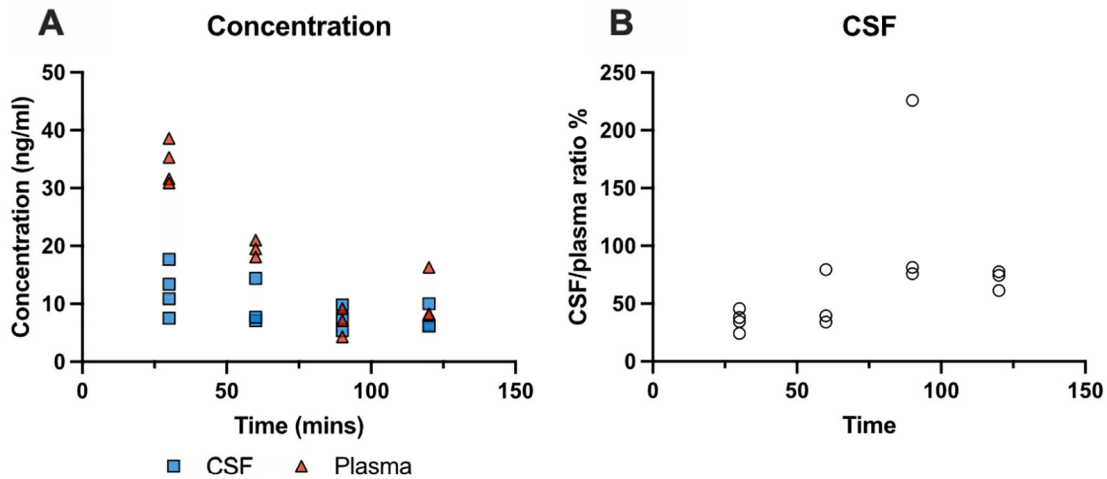 A
Concentration
Concentration (ng/ml)
50
40
30
20
10
0
0 50 100 150
Time (mins)
CSF Plasma
B
CSF
CSF/plasma ratio %
250
200
150
100
50
0
0 50 100 150
Time